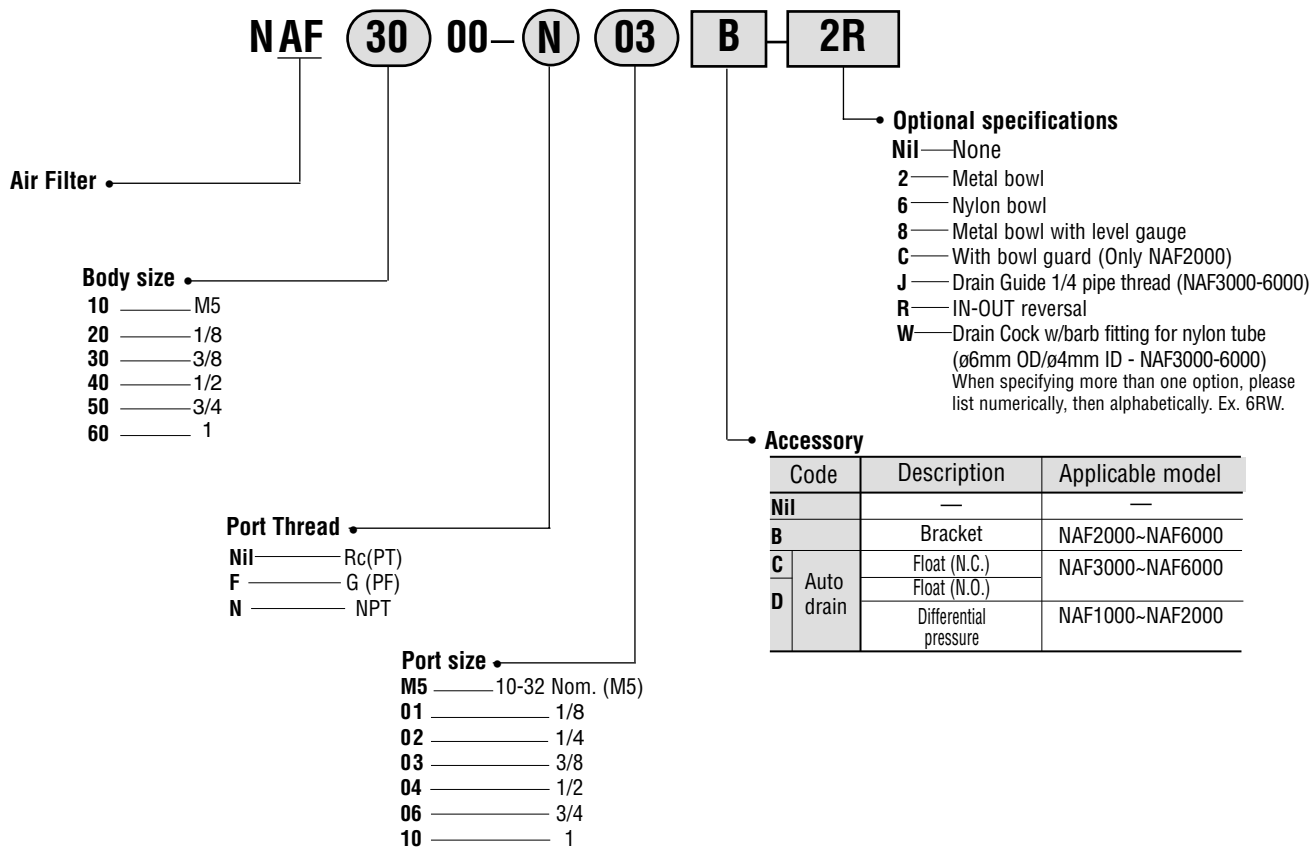 NAF 30 00– N 03 B – 2R
Air Filter
Body size
10 M5
20 1/8
30 3/8
40 1/2
50 3/4
60 1
Port Thread
Nil Rc(PT)
F G (PF)
N NPT
Port size
M5 10-32 Nom. (M5)
01 1/8
02 1/4
03 3/8
04 1/2
06 3/4
10 1
Optional specifications
Nil None
2 Metal bowl
6 Nylon bowl
8 Metal bowl with level gauge
C With bowl guard (Only NAF2000)
J Drain Guide 1/4 pipe thread (NAF3000-6000)
R IN-OUT reversal
W Drain Cock w/barb fitting for nylon tube
(ø6mm OD/ø4mm ID - NAF3000-6000)
When specifying more than one option, please
list numerically, then alphabetically. Ex. 6RW.
Accessory
Code Description Applicable model
Nil — —
B Bracket NAF2000~NAF6000
C Auto drain Float (N.C.) NAF3000~NAF6000
D Float (N.O.)
Differential pressure NAF1000~NAF2000